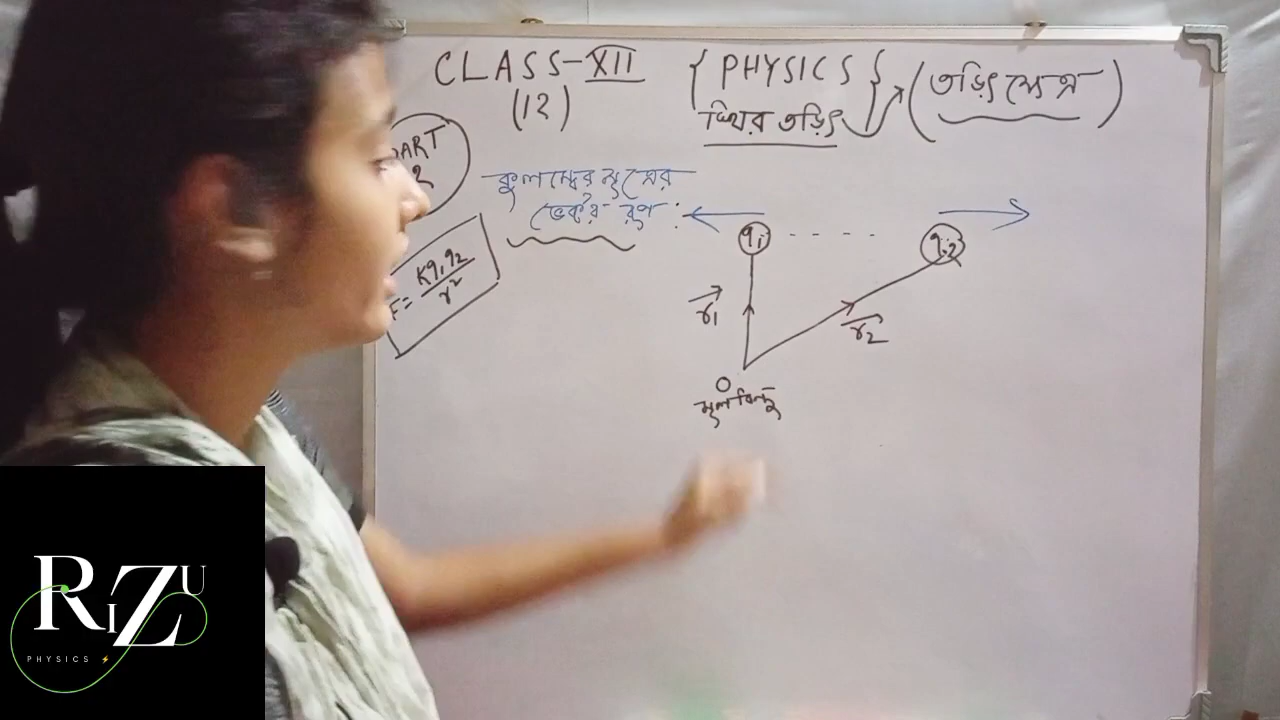 CLASS-XII
(12)
{ PHYSICS }
স্থির তড়িৎ
(তড়িৎ ক্ষেত্র)
PART
2
কুলম্বের সূত্রের
ভেক্টর রূপ :
F = Kq₁q₂/r²
q₁ - - - - q₂
r₁→
r₂→
O
মূলবিন্দু
RiZU
PHYSICS ⚡